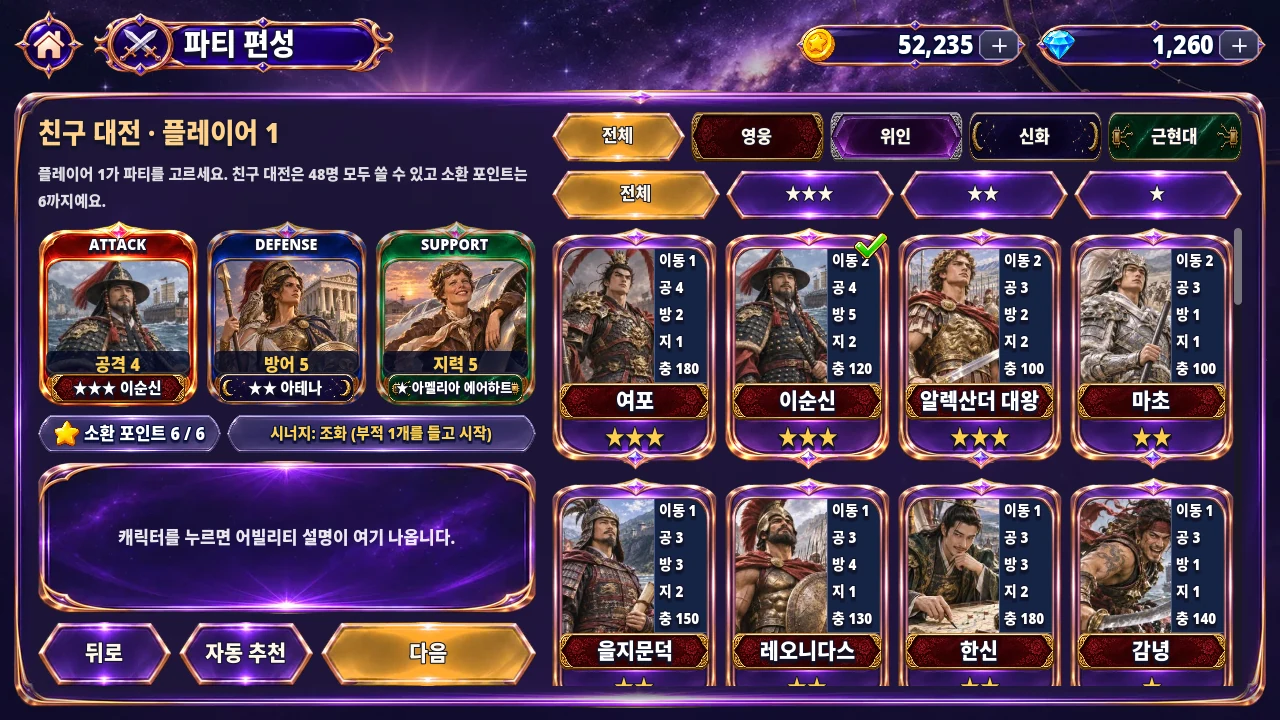 파티 편성
52,235 +
1,260 +
친구 대전 · 플레이어 1
플레이어 1가 파티를 고르세요. 친구 대전은 48명 모두 쓸 수 있고 소환 포인트는
6까지예요.
ATTACK
공격 4
★★★ 이순신
DEFENSE
방어 5
★★ 아테나
SUPPORT
지력 5
★ 아멜리아 에어하트
소환 포인트 6 / 6
시너지: 조화 (부적 1개를 들고 시작)
캐릭터를 누르면 어빌리티 설명이 여기 나옵니다.
뒤로
자동 추천
다음
전체
영웅
위인
신화
근현대
전체
★★★
★★
★
이동 1
공 4
방 2
지 1
충 180
여포
★★★
이동 2
공 4
방 5
지 2
충 120
이순신
★★★
이동 2
공 3
방 2
지 2
충 100
알렉산더 대왕
★★★
이동 2
공 3
방 1
지 1
충 100
마초
★★
이동 1
공 3
방 3
지 2
충 150
을지문덕
★★
이동 1
공 3
방 4
지 1
충 130
레오니다스
★★
이동 1
공 3
방 3
지 2
충 180
한신
★★
이동 1
공 3
방 1
지 1
충 140
감녕
★